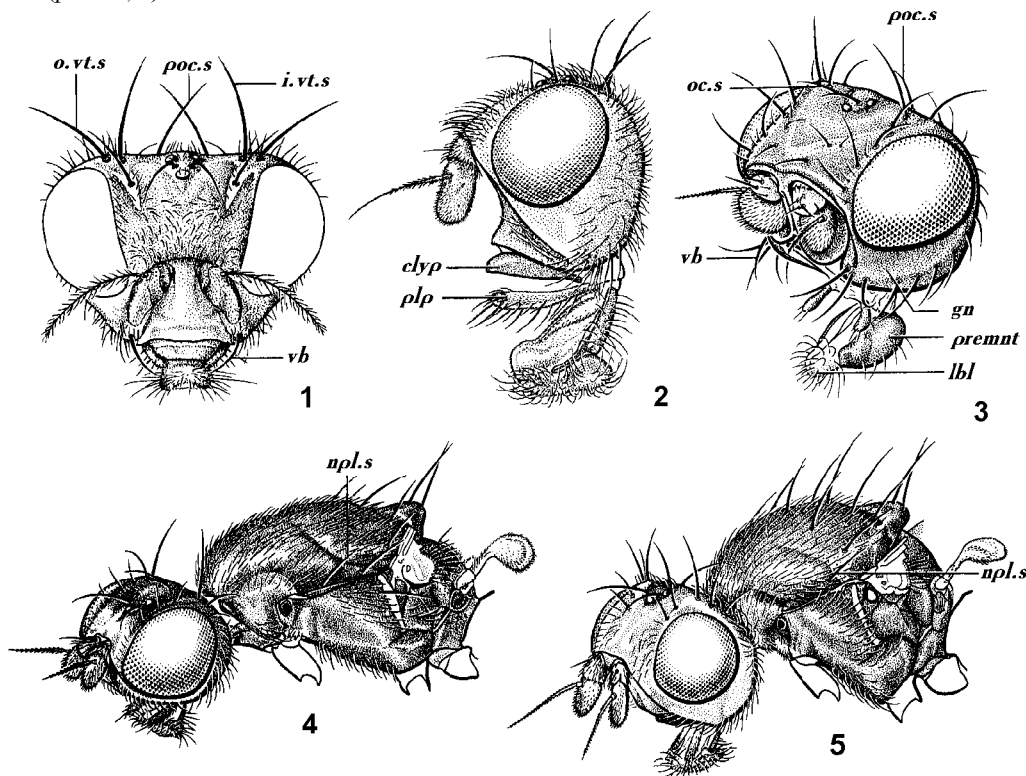 o.vt.s
poc.s
i.vt.s
vb
1
clyp
plp
2
poc.s
oc.s
vb
gn
premnt
lbl
3
npl.s
4
npl.s
5